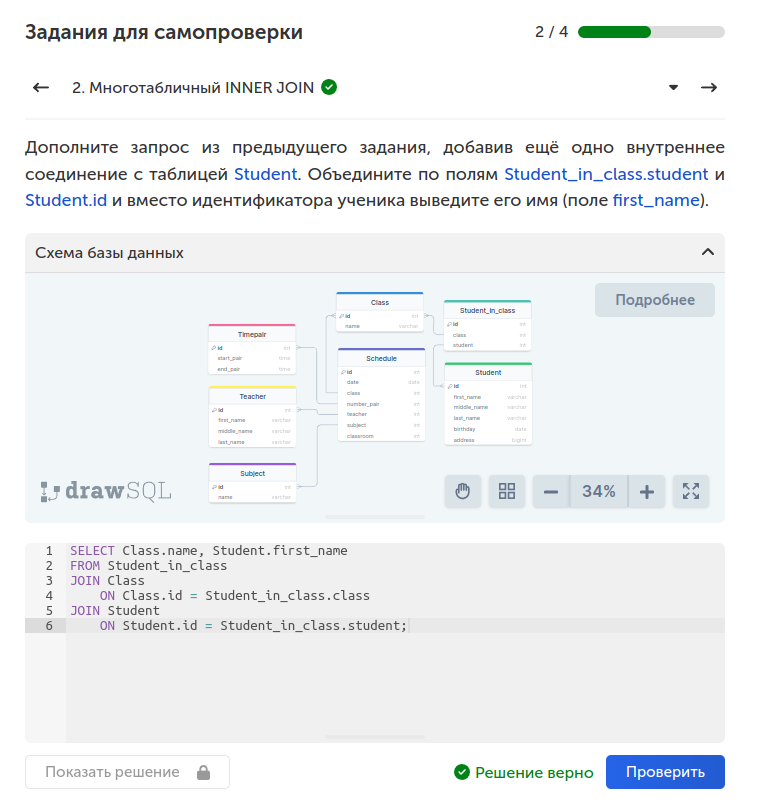 Задания для самопроверки
2 / 4
2. Многотабличный INNER JOIN
Дополните запрос из предыдущего задания, добавив ещё одно внутреннее
соединение с таблицей Student. Объедините по полям Student_in_class.student и
Student.id и вместо идентификатора ученика выведите его имя (поле first_name).
Схема базы данных
Подробнее
Class
id int
name varchar
Student_in_class
id int
class int
student int
Timepair
id int
start_pair time
end_pair time
Schedule
id int
date date
class int
number_pair int
teacher int
subject int
classroom int
Student
id int
first_name varchar
middle_name varchar
last_name varchar
birthday date
address bigint
Teacher
id int
first_name varchar
middle_name varchar
last_name varchar
Subject
id int
name varchar
drawSQL
34%
1 SELECT Class.name, Student.first_name
2 FROM Student_in_class
3 JOIN Class
4 ON Class.id = Student_in_class.class
5 JOIN Student
6 ON Student.id = Student_in_class.student;
Показать решение
Решение верно
Проверить